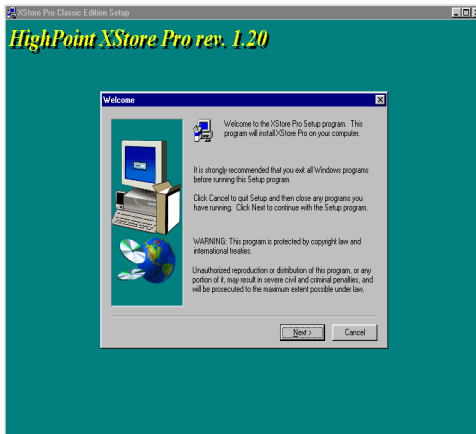 XStore Pro Classic Edition Setup
HighPoint XStore Pro rev. 1.20
Welcome
Welcome to the XStore Pro Setup program. This
program will install XStore Pro on your computer.
It is strongly recommended that you exit all Windows programs
before running this Setup program.
Click Cancel to quit Setup and then close any programs you
have running. Click Next to continue with the Setup program.
WARNING: This program is protected by copyright law and
international treaties.
Unauthorized reproduction or distribution of this program, or any
portion of it, may result in severe civil and criminal penalties, and
will be prosecuted to the maximum extent possible under law.
Next >
Cancel